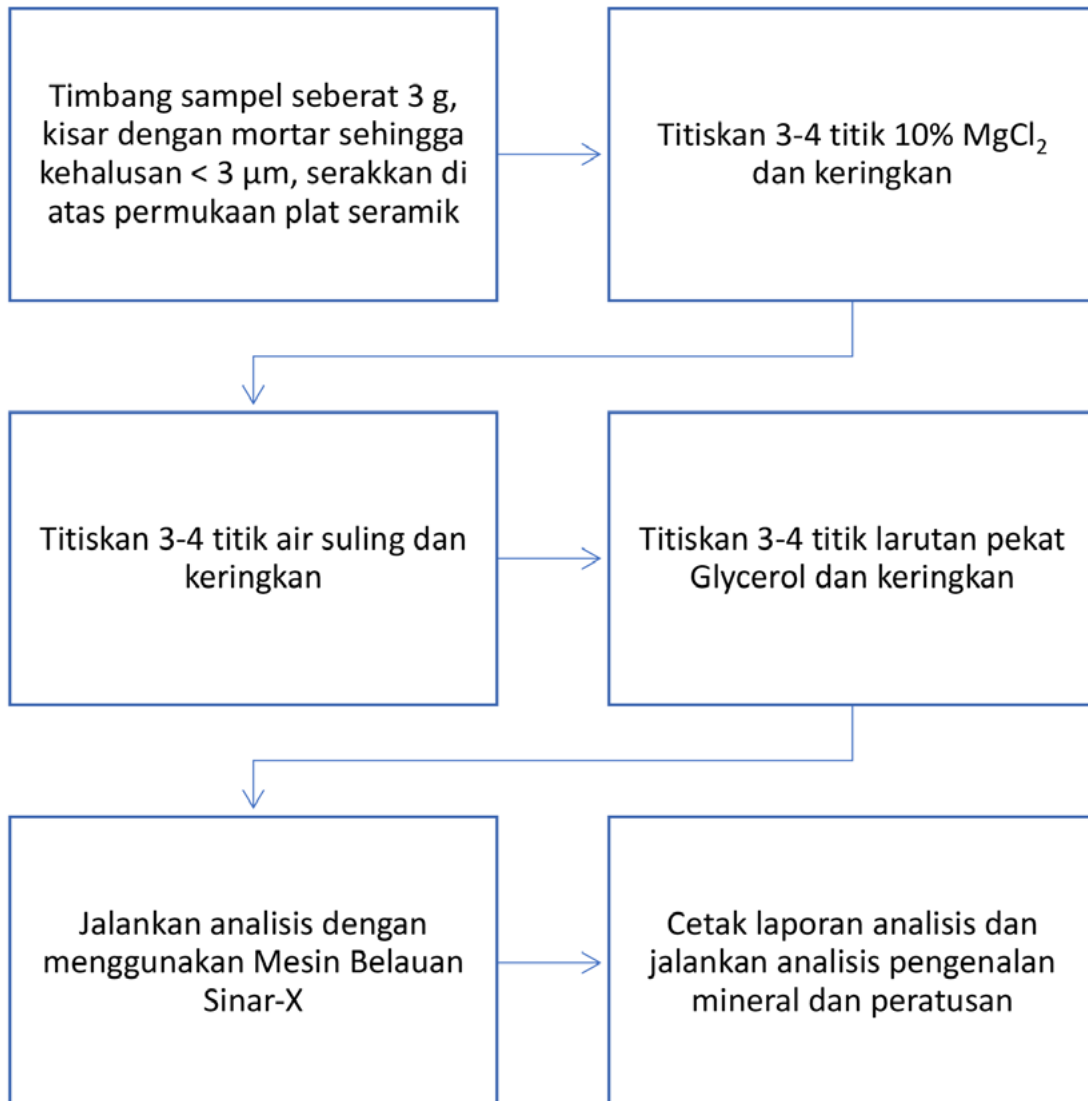 Timbang sampel seberat 3 g,
kisar dengan mortar sehingga
kehalusan < 3 µm, serakkan di
atas permukaan plat seramik
Titiskan 3-4 titik 10% MgCl₂
dan keringkan
Titiskan 3-4 titik air suling dan
keringkan
Titiskan 3-4 titik larutan pekat
Glycerol dan keringkan
Jalankan analisis dengan
menggunakan Mesin Belauan
Sinar-X
Cetak laporan analisis dan
jalankan analisis pengenalan
mineral dan peratusan